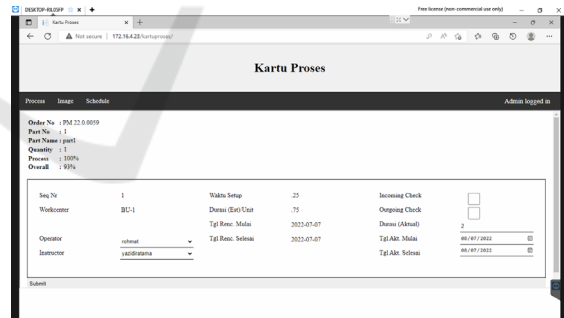 DESKTOP-RIL0SFP
Free license (non-commercial use only)
Kartu Proses
Not secure | 172.16.4.23/kartuproses/
Kartu Proses
Process Image Schedule Admin logged in
Order No : PM 22.0.0059
Part No : 1
Part Name : part1
Quantity : 1
Process : 100%
Overall : 93%
Seq Nr 1 Waktu Setup .25 Incoming Check
Workcenter BU-1 Durasi (Est)/Unit .75 Outgoing Check
Tgl.Renc. Mulai 2022-07-07 Durasi (Aktual) 2
Operator rohmat Tgl.Renc. Selesai 2022-07-07 Tgl.Akt. Mulai 08/07/2022
Instructor yazidiratama Tgl.Akt. Selesai 08/07/2022
Submit